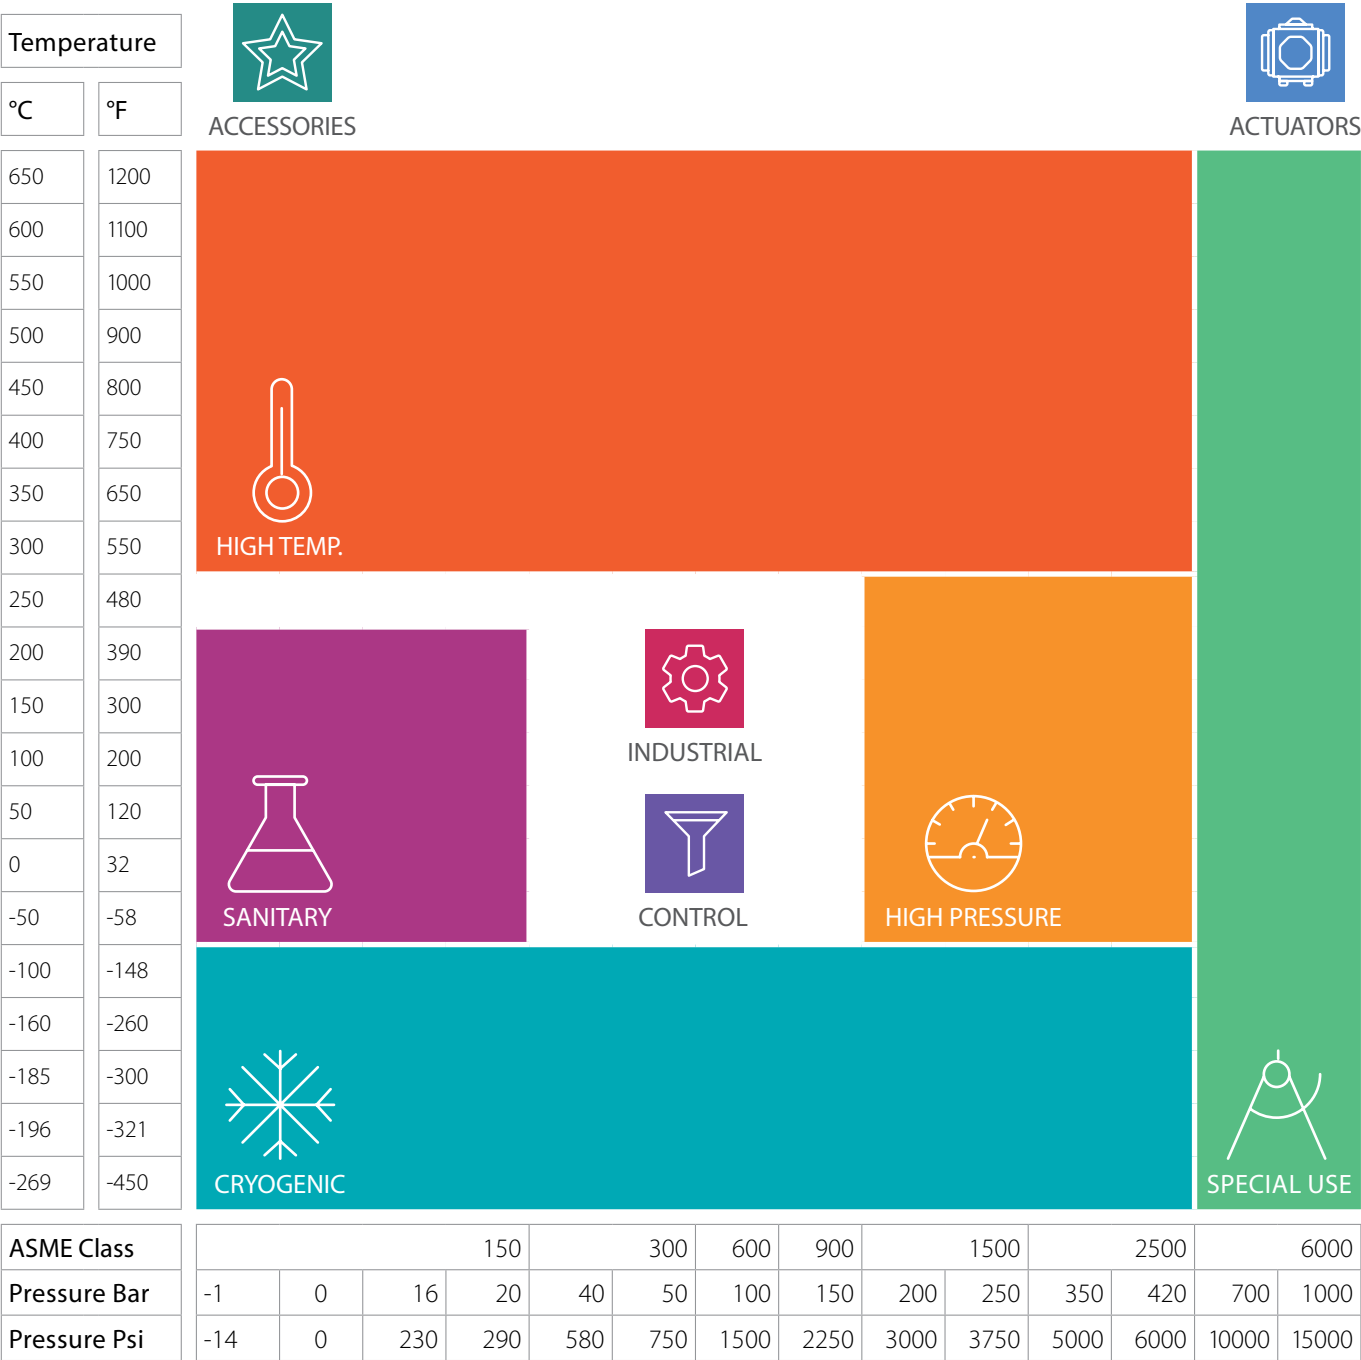 Temperature
°C °F
ACCESSORIES ACTUATORS
650 1200
600 1100
550 1000
500 900
450 800
400 750
350 650
300 550
HIGH TEMP.
250 480
200 390
150 300
INDUSTRIAL
100 200
50 120
0 32
-50 -58
SANITARY CONTROL HIGH PRESSURE
-100 -148
-160 -260
-185 -300
-196 -321
-269 -450
CRYOGENIC SPECIAL USE
ASME Class 150 300 600 900 1500 2500 6000
Pressure Bar -1 0 16 20 40 50 100 150 200 250 350 420 700 1000
Pressure Psi -14 0 230 290 580 750 1500 2250 3000 3750 5000 6000 10000 15000